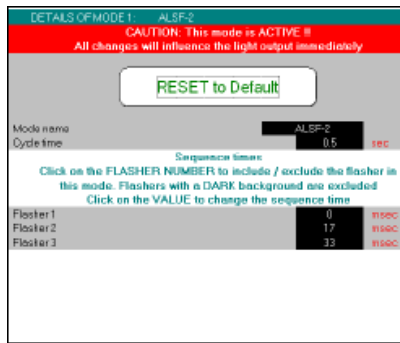 DETAILS OF MODE 1: ALSF-2
CAUTION: This mode is ACTIVE !!
All changes will influence the light output immediately
RESET to Default
Mode name ALSF-2
Cycle time 0.5 sec
Sequence times
Click on the FLASHER NUMBER to include / exclude the flasher in
this mode. Flashers with a DARK background are excluded
Click on the VALUE to change the sequence time
Flasher 1 0 msec
Flasher 2 17 msec
Flasher 3 33 msec